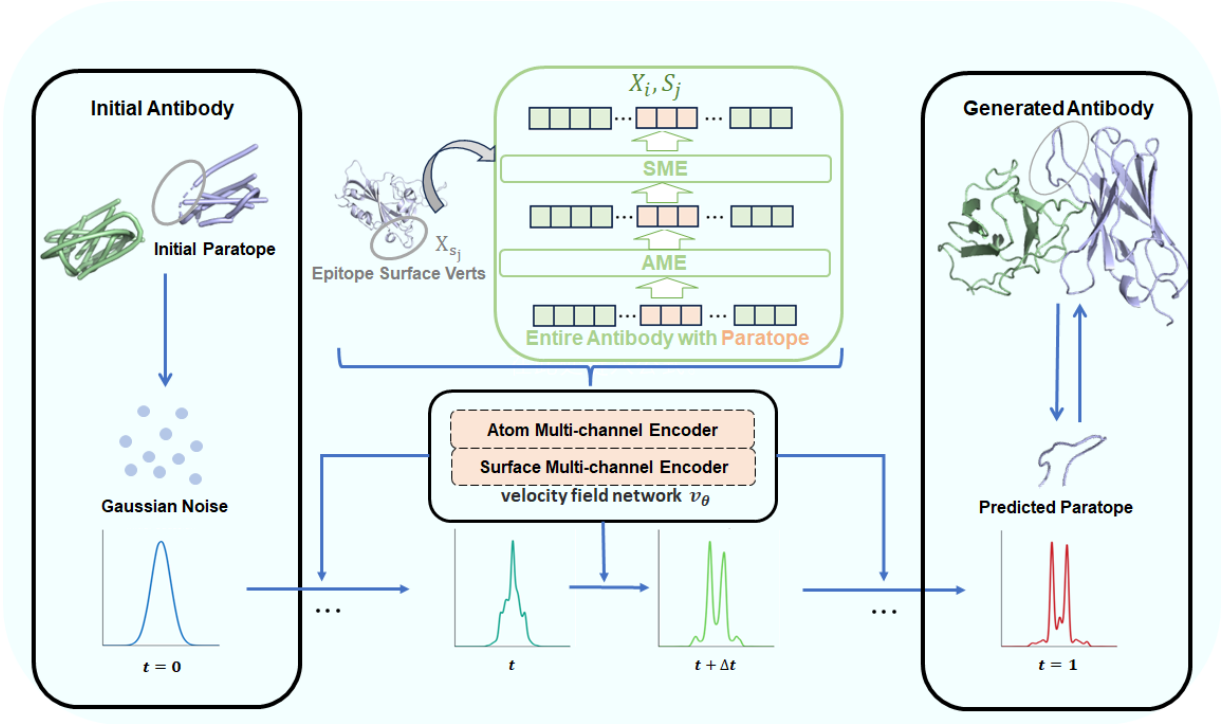 Initial Antibody
Initial Paratope
Gaussian Noise
t = 0
X_{s_j}
Epitope Surface Verts
X_i, S_j
... ...
SME
... ...
AME
... ...
Entire Antibody with Paratope
Atom Multi-channel Encoder
Surface Multi-channel Encoder
velocity field network v_θ
...
t
t + Δt
...
Generated Antibody
Predicted Paratope
t = 1